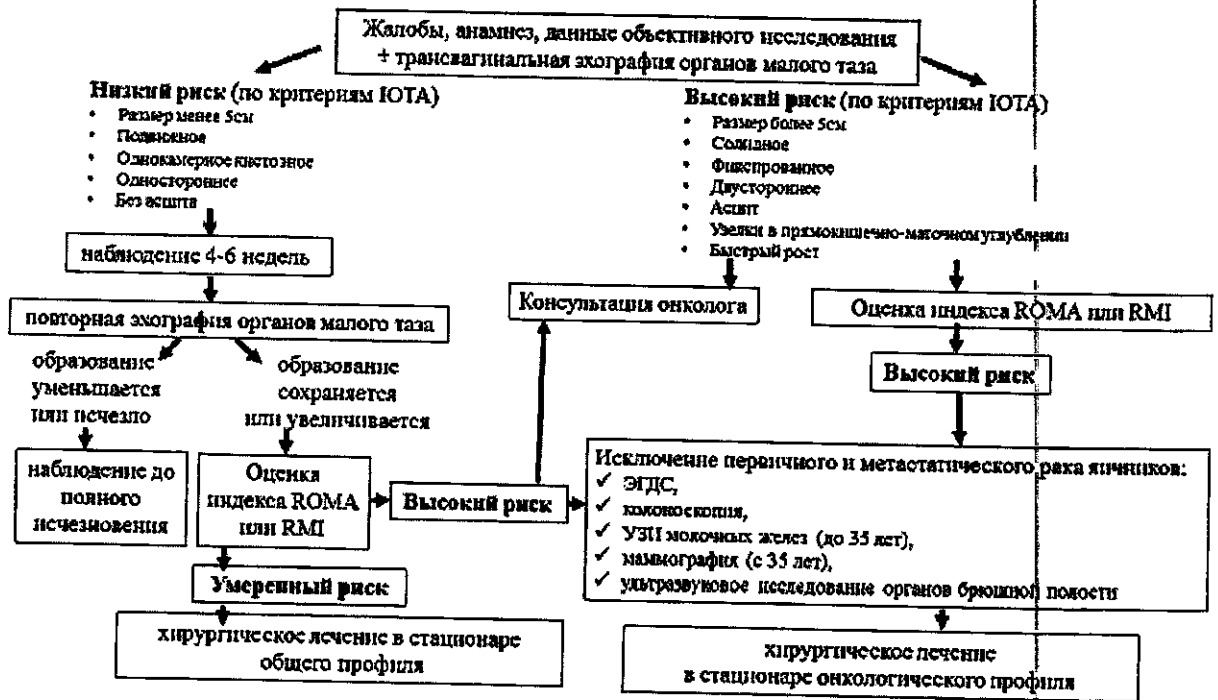 Жалобы, анамнез, данные объективного исследования
+ трансвагинальная эхография органов малого таза
Низкий риск (по критериям IOTA)
• Размер менее 5см
• Подвижное
• Однокамерное кистозное
• Одностороннее
• Без асцита
наблюдение 4-6 недель
повторная эхография органов малого таза
образование
уменьшается
или исчезло
образование
сохраняется
или увеличивается
наблюдение до
полного
исчезновения
Оценка
индекса ROMA
или RMI
Высокий риск
Умеренный риск
хирургическое лечение в стационаре
общего профиля
Высокий риск (по критериям IOTA)
• Размер более 5см
• Солидное
• Фиксированное
• Двустороннее
• Асцит
• Узелки в прямокишечно-маточном углублении
• Быстрый рост
Консультация онколога
Оценка индекса ROMA или RMI
Высокий риск
Исключение первичного и метастатического рака яичников:
✓ ЭГДС,
✓ колоноскопия,
✓ УЗИ молочных желез (до 35 лет),
✓ маммография (с 35 лет),
✓ ультразвуковое исследование органов брюшной полости
хирургическое лечение
в стационаре онкологического профиля